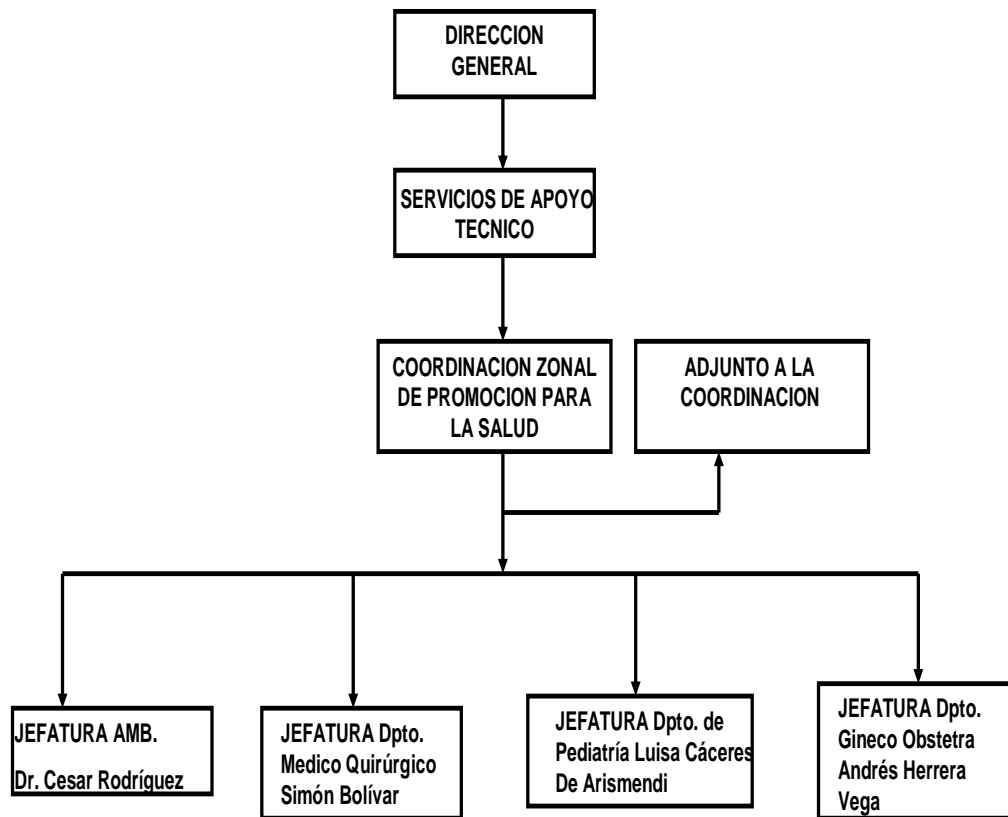 DIRECCION
GENERAL
SERVICIOS DE APOYO
TECNICO
COORDINACION ZONAL
DE PROMOCION PARA
LA SALUD
ADJUNTO A LA
COORDINACION
JEFATURA AMB.
Dr. Cesar Rodríguez
JEFATURA Dpto.
Medico Quirúrgico
Simón Bolívar
JEFATURA Dpto. de
Pediatría Luisa Cáceres
De Arismendi
JEFATURA Dpto.
Gineco Obstetra
Andrés Herrera
Vega